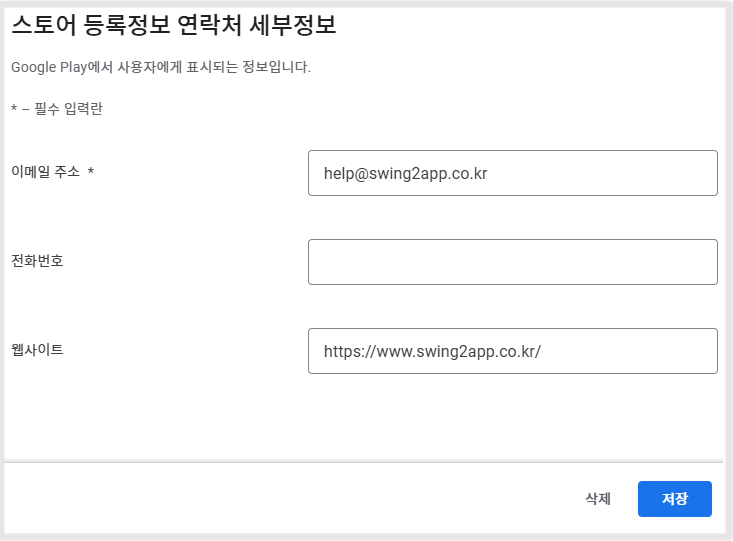 스토어 등록정보 연락처 세부정보
Google Play에서 사용자에게 표시되는 정보입니다.
* – 필수 입력란
이메일 주소 *
help@swing2app.co.kr
전화번호
웹사이트
https://www.swing2app.co.kr/
삭제
저장